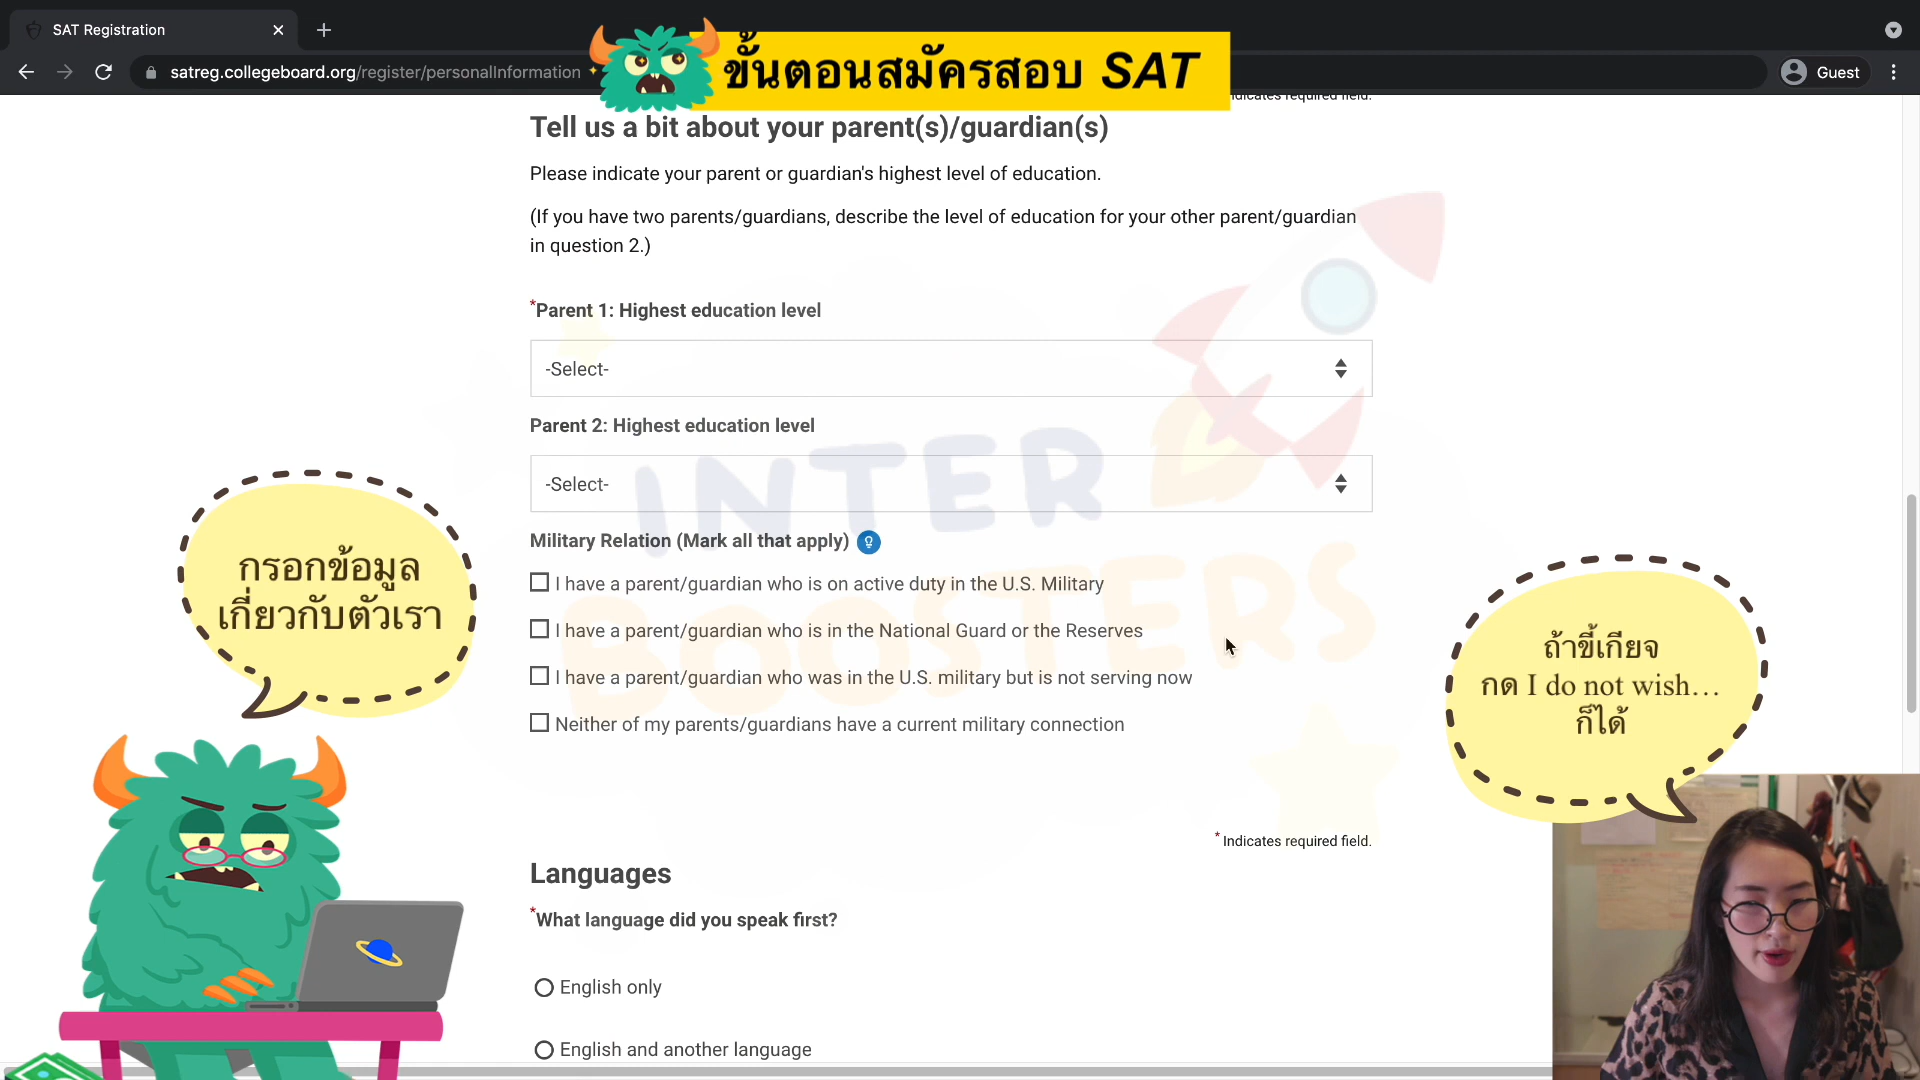 SAT Registration
satreg.collegeboard.org/register/personalInformation
ขั้นตอนสมัครสอบ SAT
Guest
indicates required field.
Tell us a bit about your parent(s)/guardian(s)
Please indicate your parent or guardian's highest level of education.
(If you have two parents/guardians, describe the level of education for your other parent/guardian
in question 2.)
*Parent 1: Highest education level
-Select-
Parent 2: Highest education level
-Select-
INTER
BOOSTERS
Military Relation (Mark all that apply)
I have a parent/guardian who is on active duty in the U.S. Military
I have a parent/guardian who is in the National Guard or the Reserves
I have a parent/guardian who was in the U.S. military but is not serving now
Neither of my parents/guardians have a current military connection
กรอกข้อมูล
เกี่ยวกับตัวเรา
ถ้าขี้เกียจ
กด I do not wish...
ก็ได้
* Indicates required field.
Languages
*What language did you speak first?
English only
English and another language